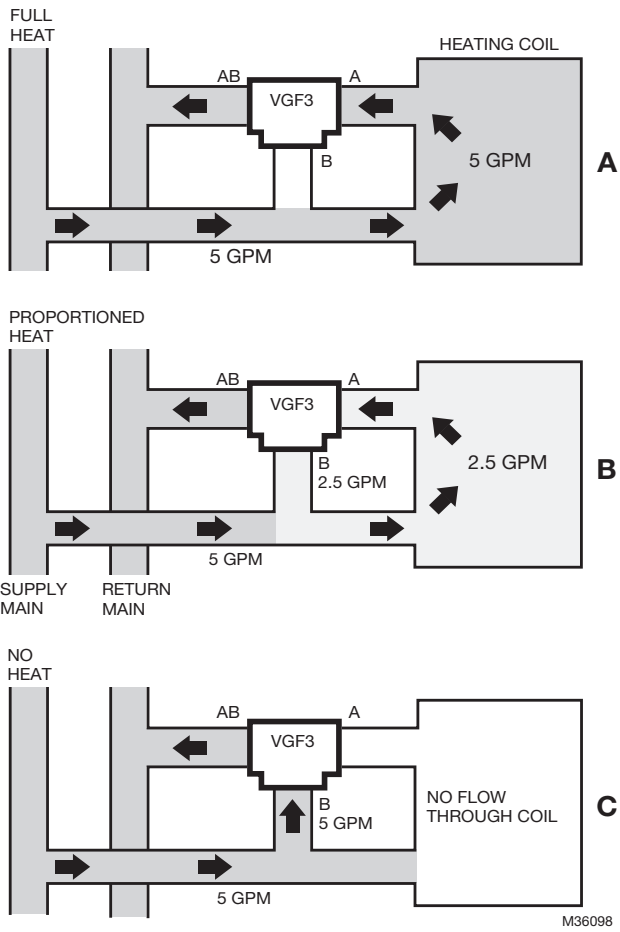 FULL
HEAT
HEATING COIL
AB
A
VGF3
B
5 GPM
A
5 GPM
PROPORTIONED
HEAT
AB
A
VGF3
B
2.5 GPM
2.5 GPM
B
5 GPM
SUPPLY
MAIN
RETURN
MAIN
NO
HEAT
AB
A
VGF3
B
5 GPM
NO FLOW
THROUGH COIL
C
5 GPM
M36098